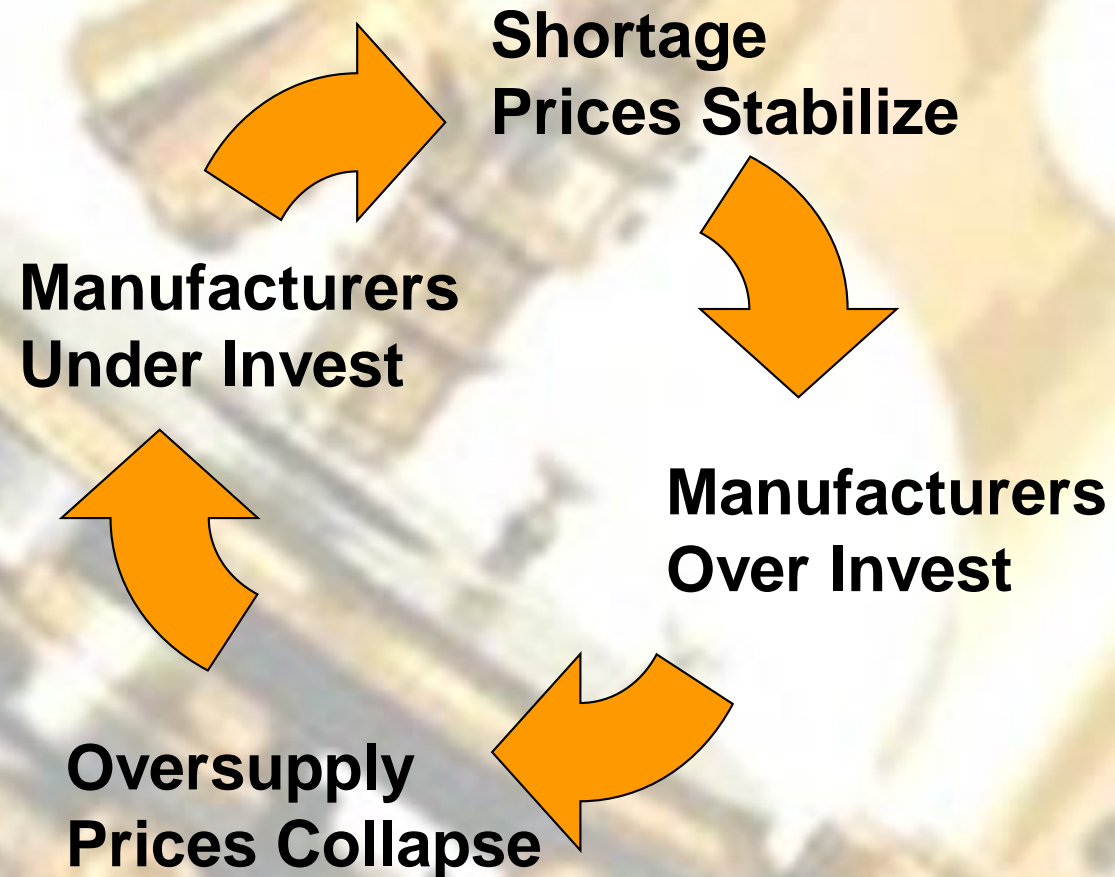 Shortage
Prices Stabilize
Manufacturers
Under Invest
Manufacturers
Over Invest
Oversupply
Prices Collapse